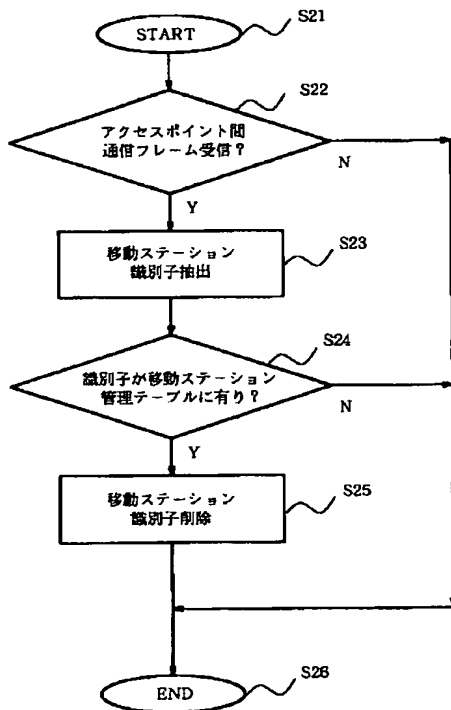 START
S21
S22
アクセスポイント間
通信フレーム受信?
N
Y
移動ステーション
識別子抽出
S23
S24
識別子が移動ステーション
管理テーブルに有り?
N
Y
移動ステーション
識別子削除
S25
END
S26